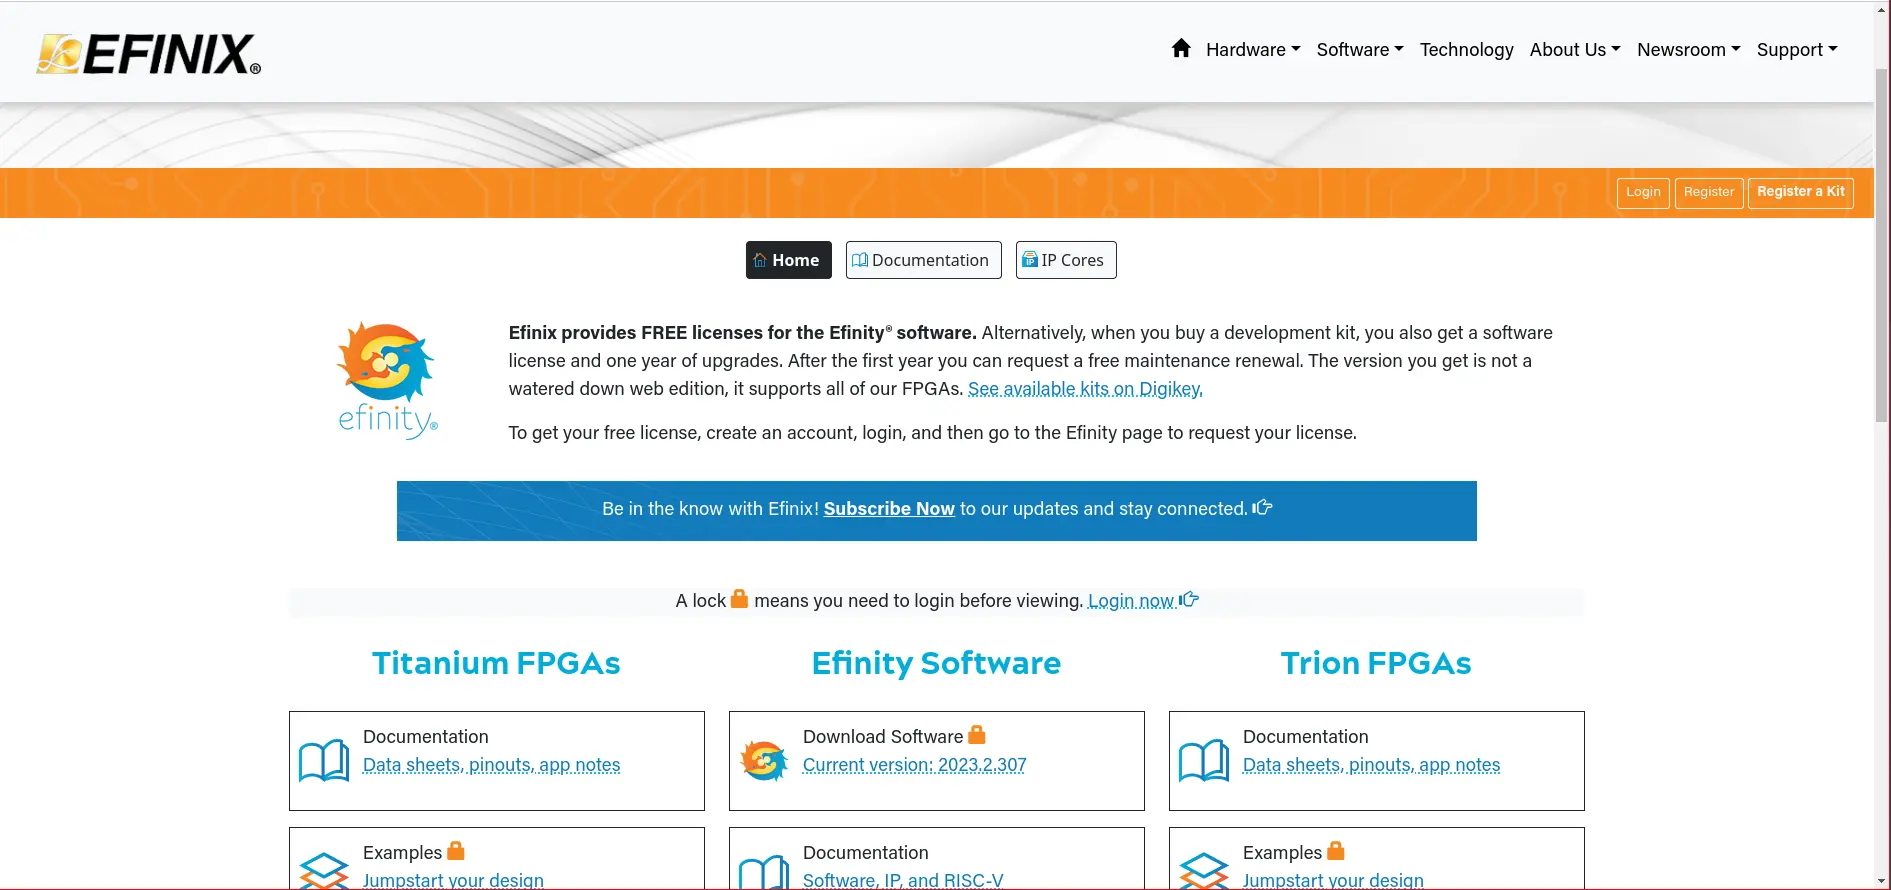 EFINIX®
Hardware Software Technology About Us Newsroom Support
Login Register Register a Kit
Home Documentation IP Cores
Efinix provides FREE licenses for the Efinity® software. Alternatively, when you buy a development kit, you also get a software
license and one year of upgrades. After the first year you can request a free maintenance renewal. The version you get is not a
watered down web edition, it supports all of our FPGAs. See available kits on Digikey.
efinity®
To get your free license, create an account, login, and then go to the Efinity page to request your license.
Be in the know with Efinix! Subscribe Now to our updates and stay connected.
A lock means you need to login before viewing. Login now
Titanium FPGAs
Documentation
Data sheets, pinouts, app notes
Examples
Jumpstart your design
Efinity Software
Download Software
Current version: 2023.2.307
Documentation
Software, IP, and RISC-V
Trion FPGAs
Documentation
Data sheets, pinouts, app notes
Examples
Jumpstart your design